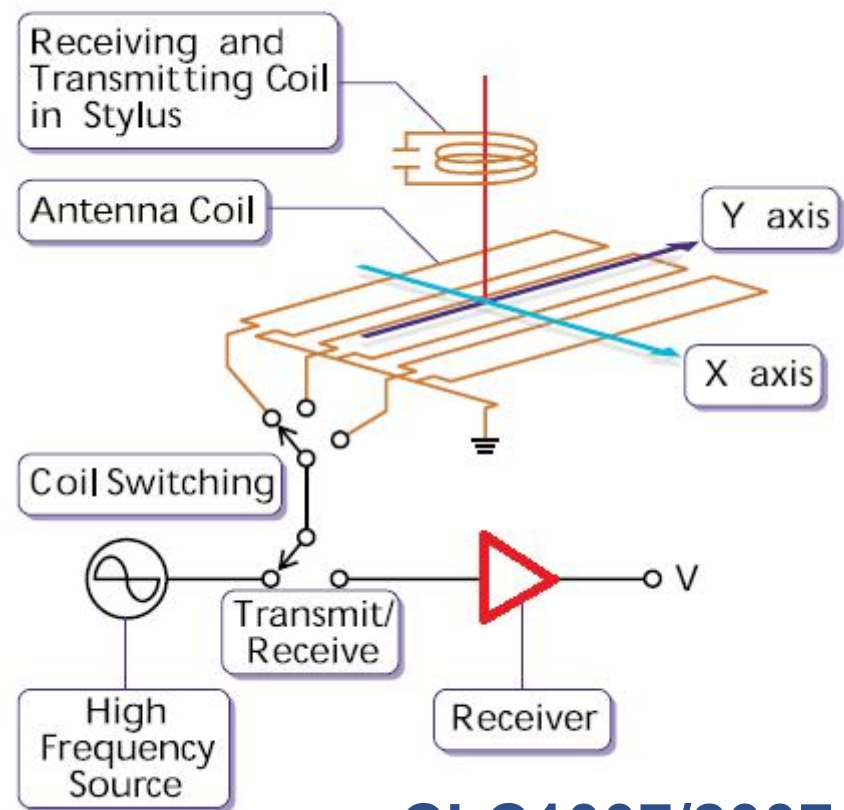 Receiving and
Transmitting Coil
in Stylus
Antenna Coil
Y axis
X axis
Coil Switching
V
Transmit/
Receive
High
Frequency
Source
Receiver